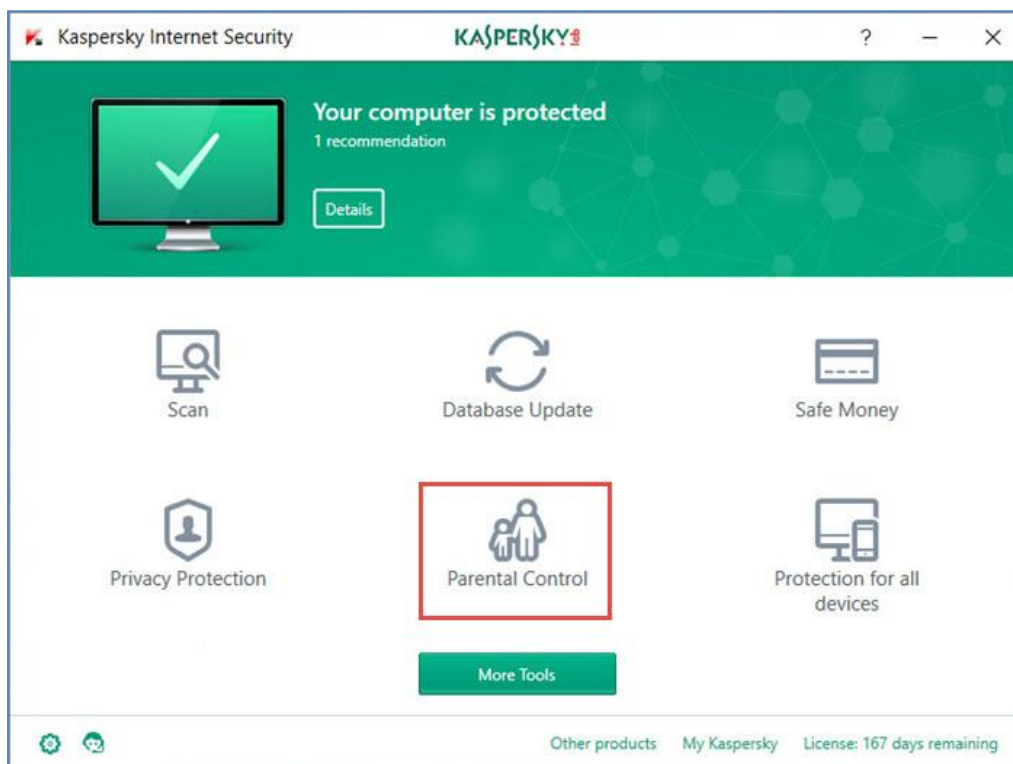 Kaspersky Internet Security
KASPERSKY lab
?
Your computer is protected
1 recommendation
Details
Scan
Database Update
Safe Money
Privacy Protection
Parental Control
Protection for all
devices
More Tools
Other products
My Kaspersky
License: 167 days remaining